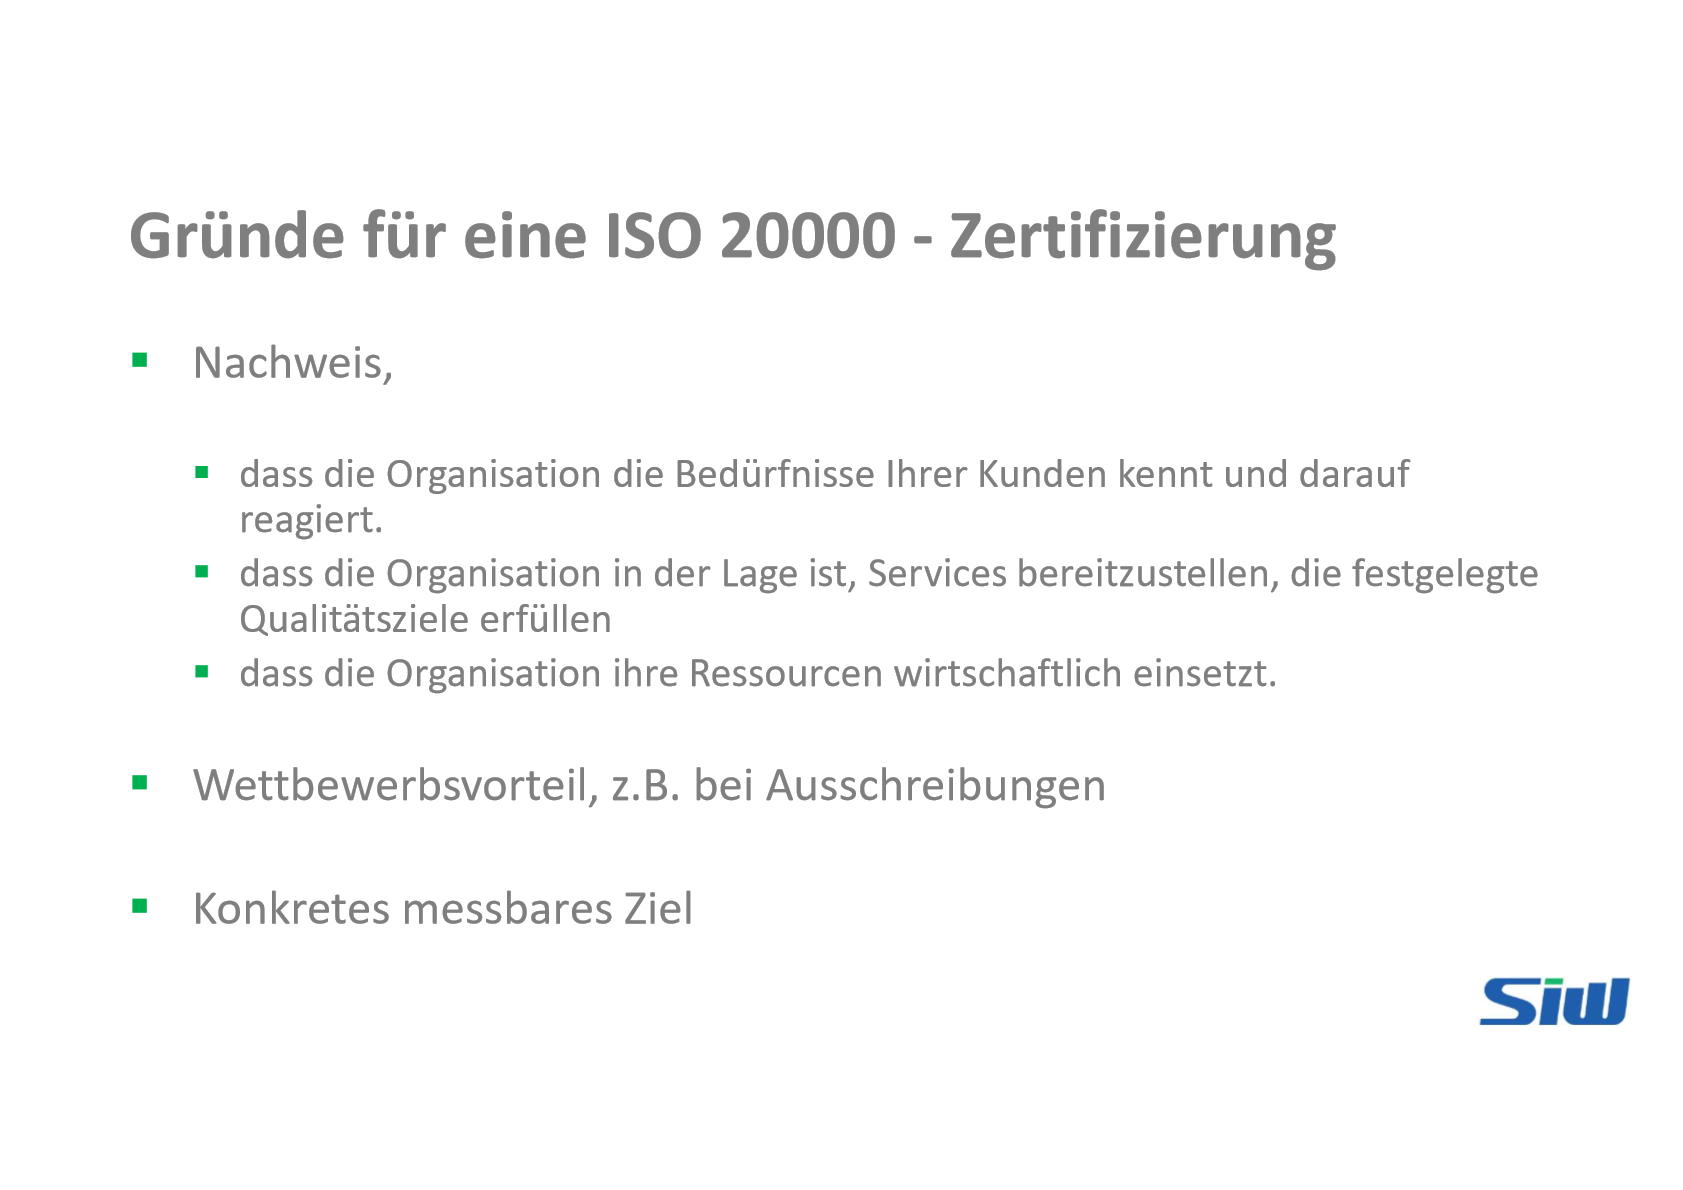 Gründe für eine ISO 20000 - Zertifizierung
Nachweis,
dass die Organisation die Bedürfnisse Ihrer Kunden kennt und darauf
reagiert.
dass die Organisation in der Lage ist, Services bereitzustellen, die festgelegte
Qualitätsziele erfüllen
dass die Organisation ihre Ressourcen wirtschaftlich einsetzt.
Wettbewerbsvorteil, z.B. bei Ausschreibungen
Konkretes messbares Ziel
Siw